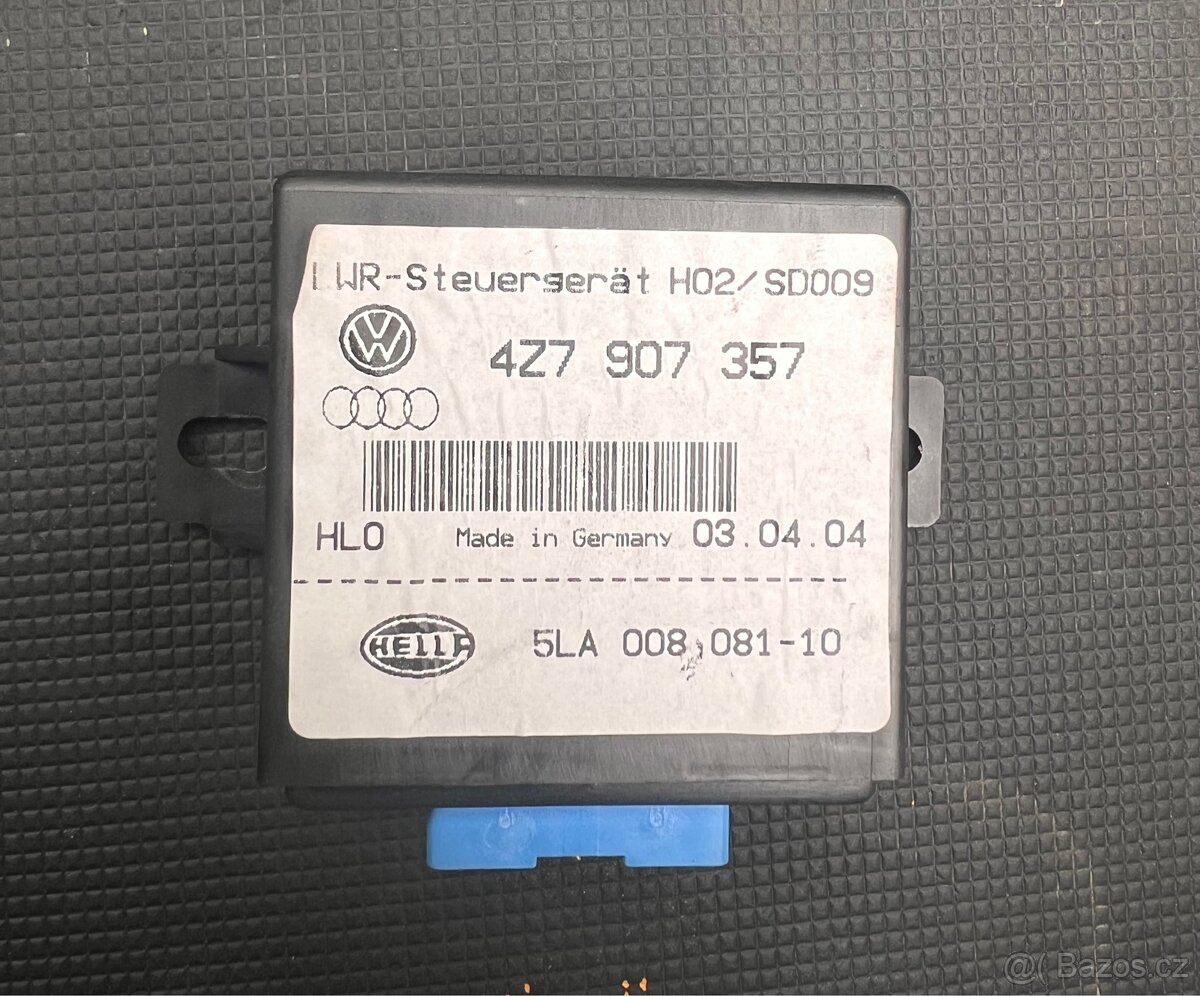 LWR-Steuergerät H02/SD009
4Z7 907 357
HLO Made in Germany 03.04.04
HELLA 5LA 008 081-10
@( Bazos.cz